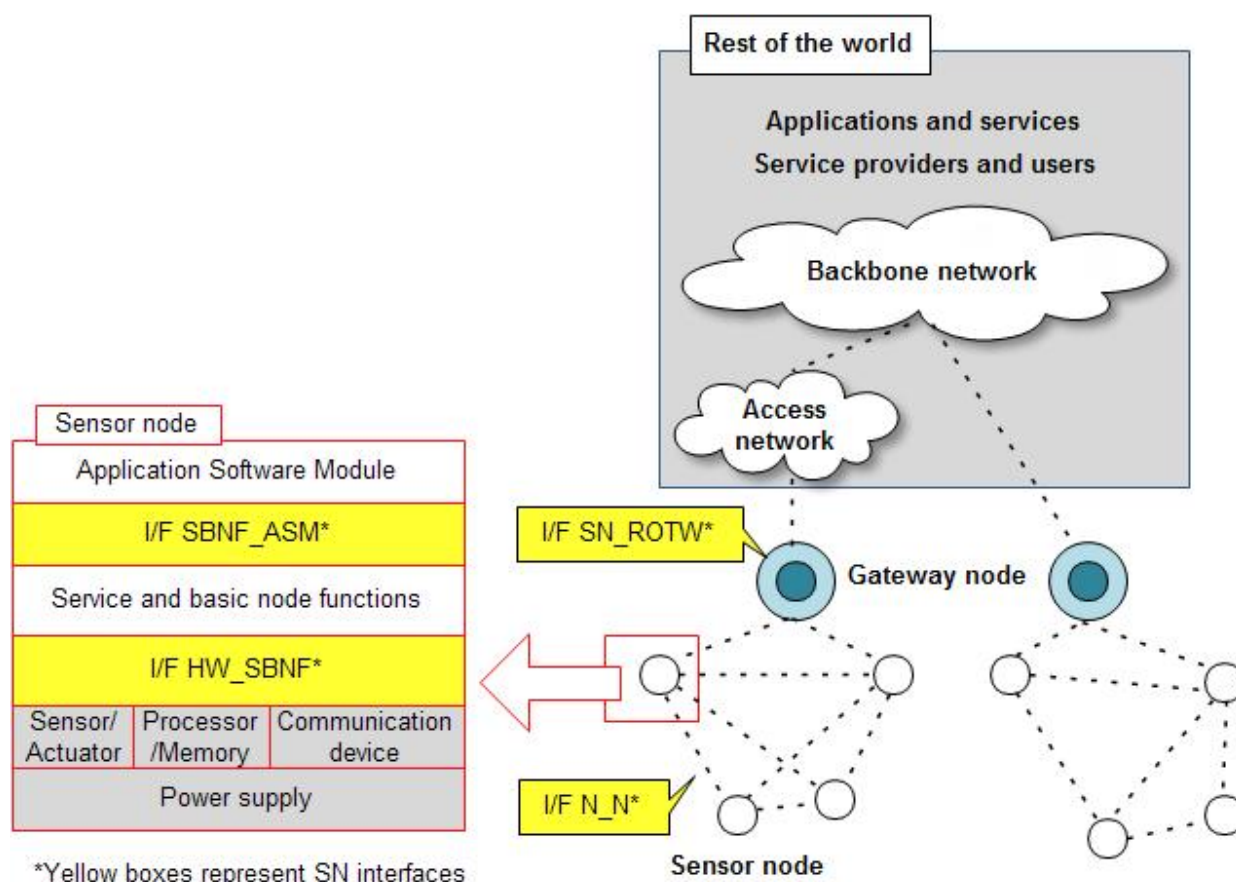 Rest of the world
Applications and services
Service providers and users
Backbone network
Access
network
Sensor node
Application Software Module
I/F SBNF_ASM*
Service and basic node functions
I/F HW_SBNF*
Sensor/
Actuator
Processor
/Memory
Communication
device
Power supply
*Yellow boxes represent SN interfaces
I/F SN_ROTW*
Gateway node
I/F N_N*
Sensor node